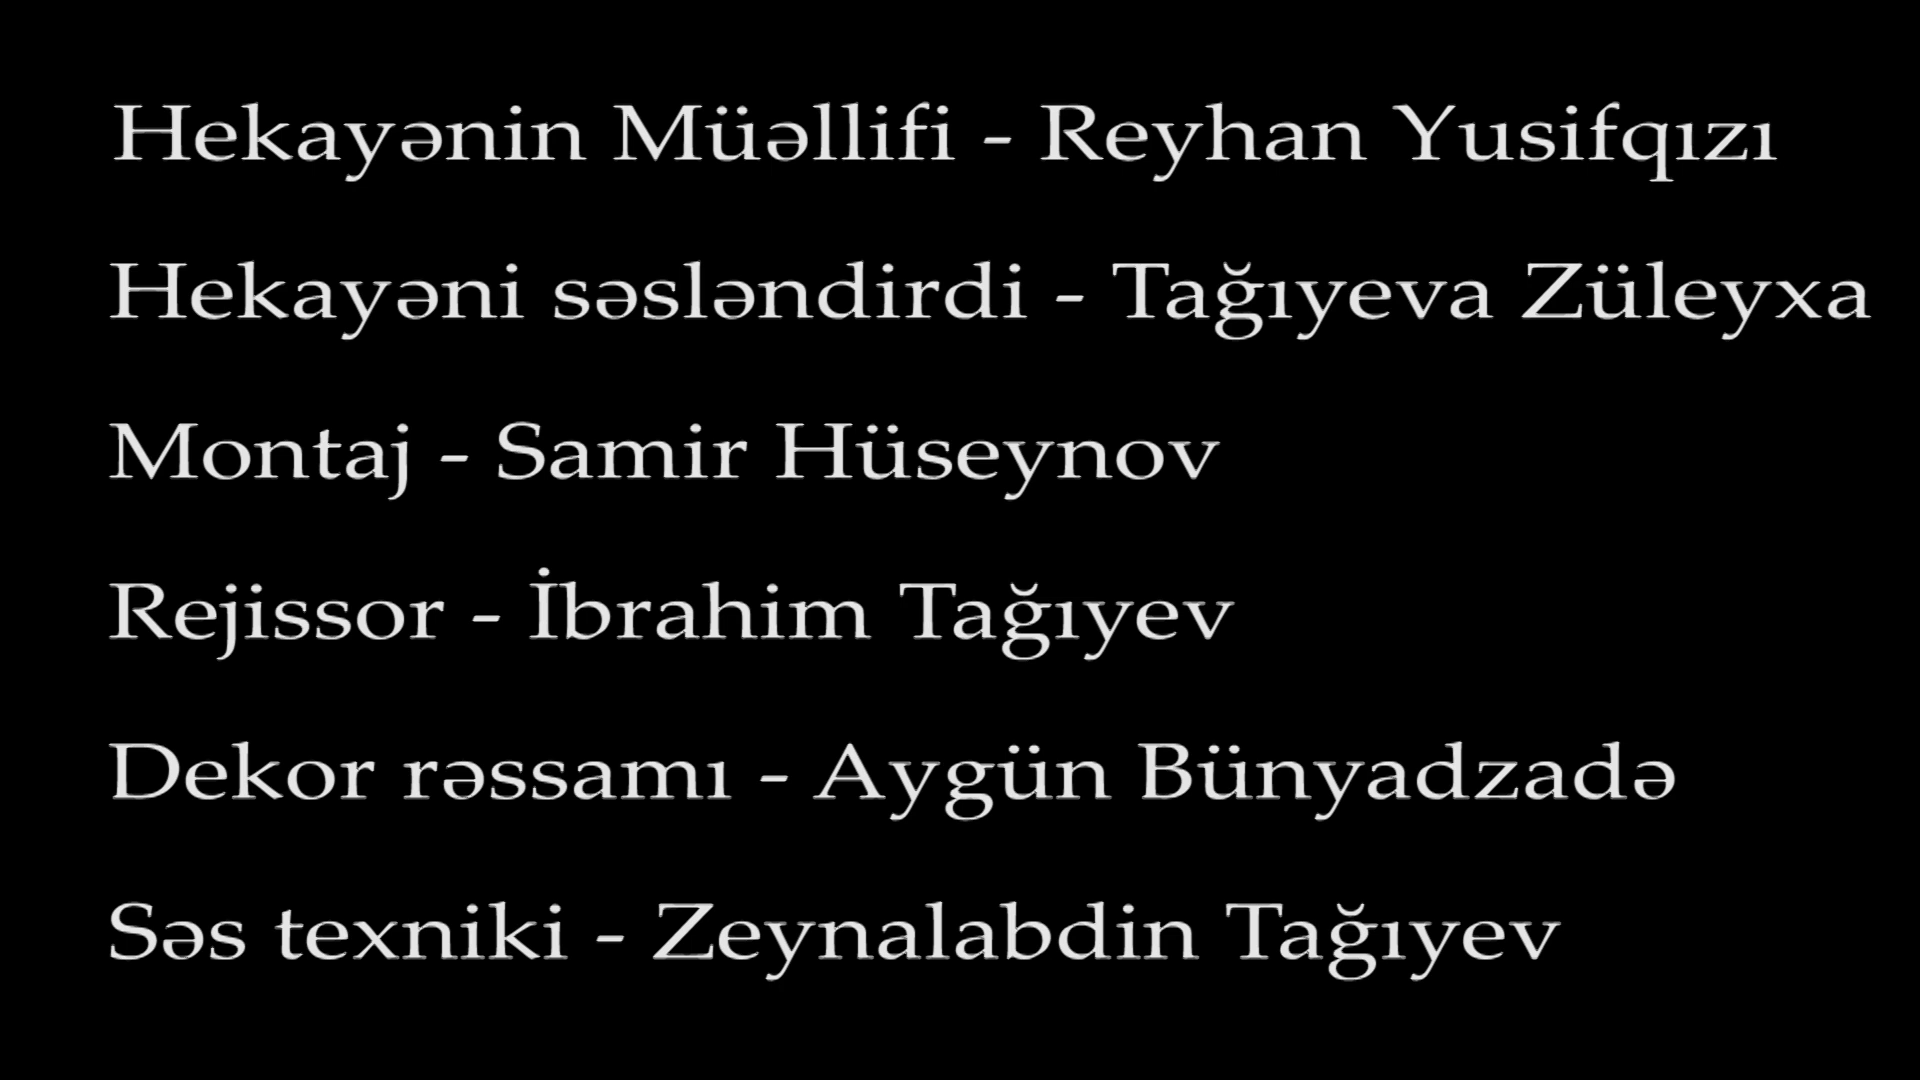 Hekayənin Müəllifi - Reyhan Yusifqızı
Hekayəni səsləndirdi - Tağıyeva Züleyxa
Montaj - Samir Hüseynov
Rejissor - İbrahim Tağıyev
Dekor rəssamı - Aygün Bünyadzadə
Səs texniki - Zeynalabdin Tağıyev